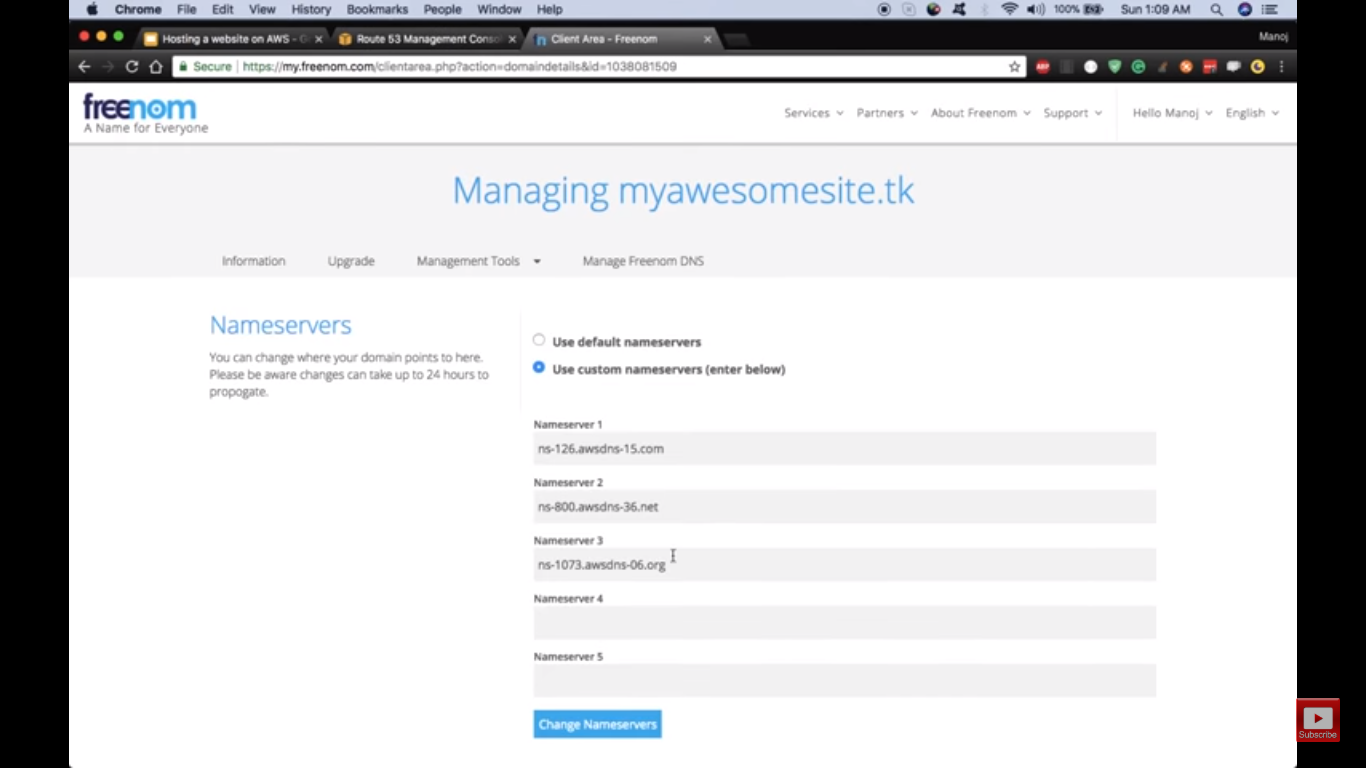 Chrome File Edit View History Bookmarks People Window Help 100% Sun 1:09 AM
Hosting a website on AWS - G Route 53 Management Conso Client Area - Freenom Manoj
Secure https://my.freenom.com/clientarea.php?action=domaindetails&id=1038081509 ABP
freenom
A Name for Everyone
Services Partners About Freenom Support Hello Manoj English
Managing myawesomesite.tk
Information Upgrade Management Tools Manage Freenom DNS
Nameservers
You can change where your domain points to here.
Please be aware changes can take up to 24 hours to
propogate.
Use default nameservers
Use custom nameservers (enter below)
Nameserver 1
ns-126.awsdns-15.com
Nameserver 2
ns-800.awsdns-36.net
Nameserver 3
ns-1073.awsdns-06.org
Nameserver 4
Nameserver 5
Change Nameservers
Subscribe